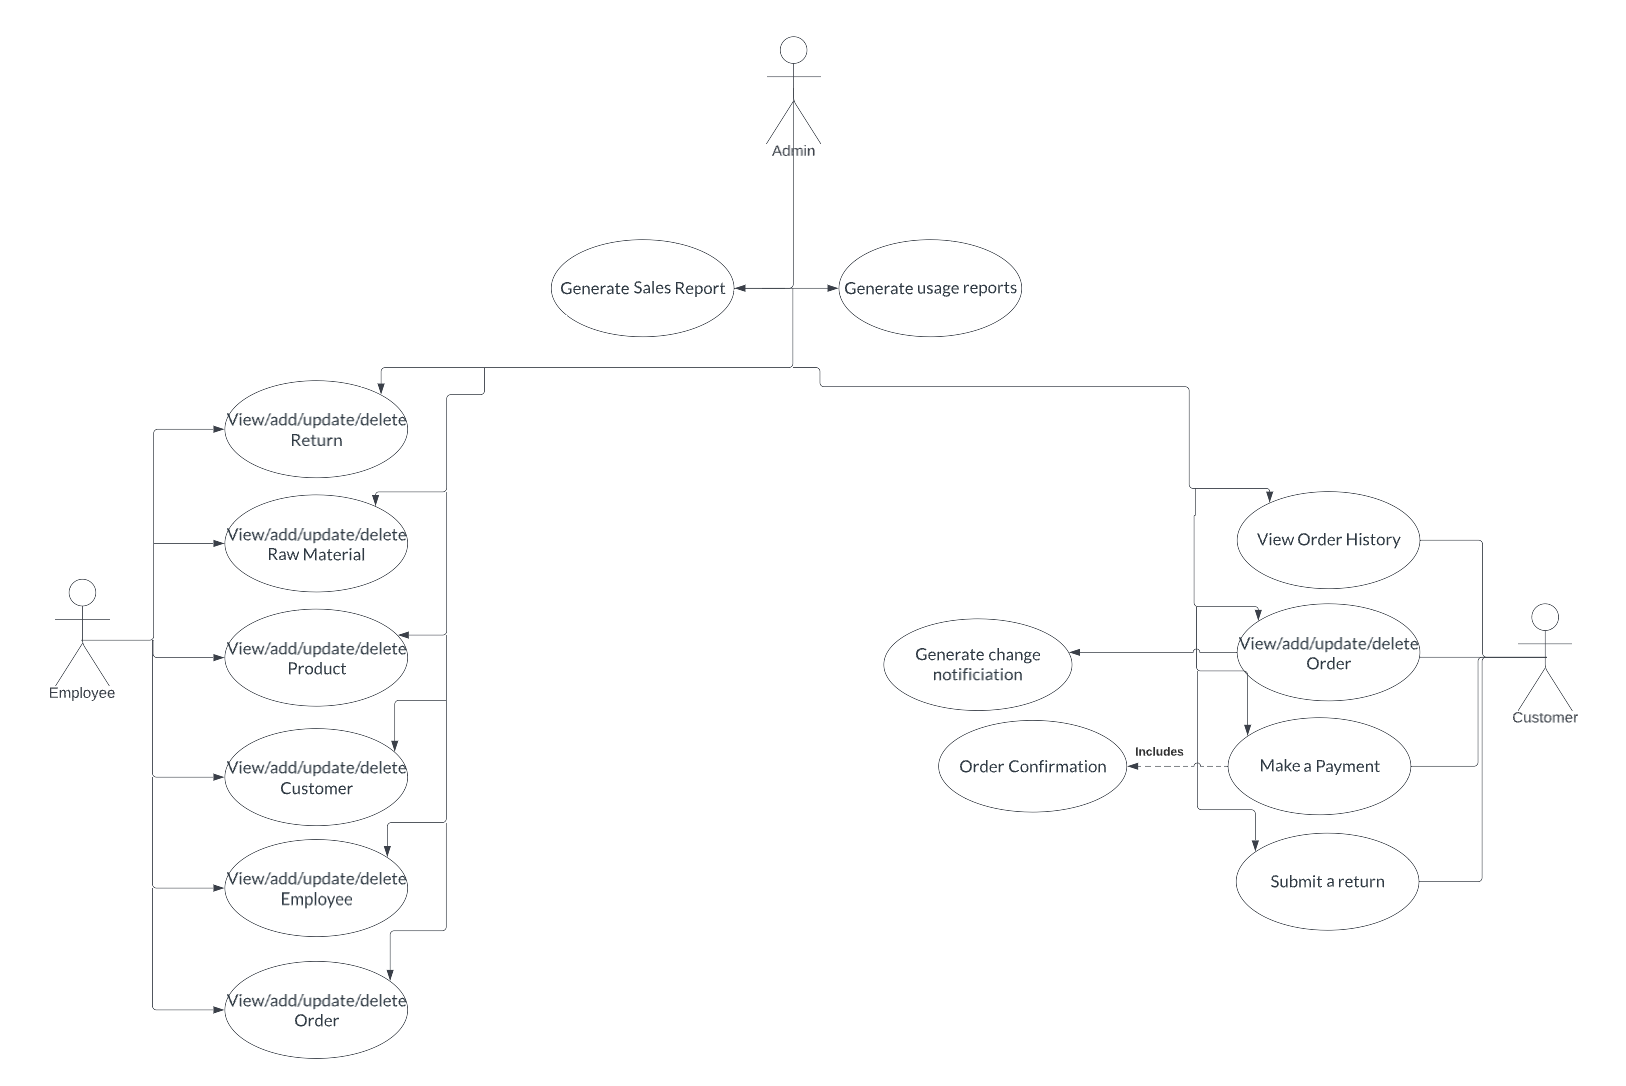 Admin
Generate Sales Report
Generate usage reports
View/add/update/delete
Return
View/add/update/delete
Raw Material
View/add/update/delete
Product
View/add/update/delete
Customer
View/add/update/delete
Employee
View/add/update/delete
Order
Employee
View Order History
View/add/update/delete
Order
Generate change
notificiation
Includes
Order Confirmation
Make a Payment
Submit a return
Customer